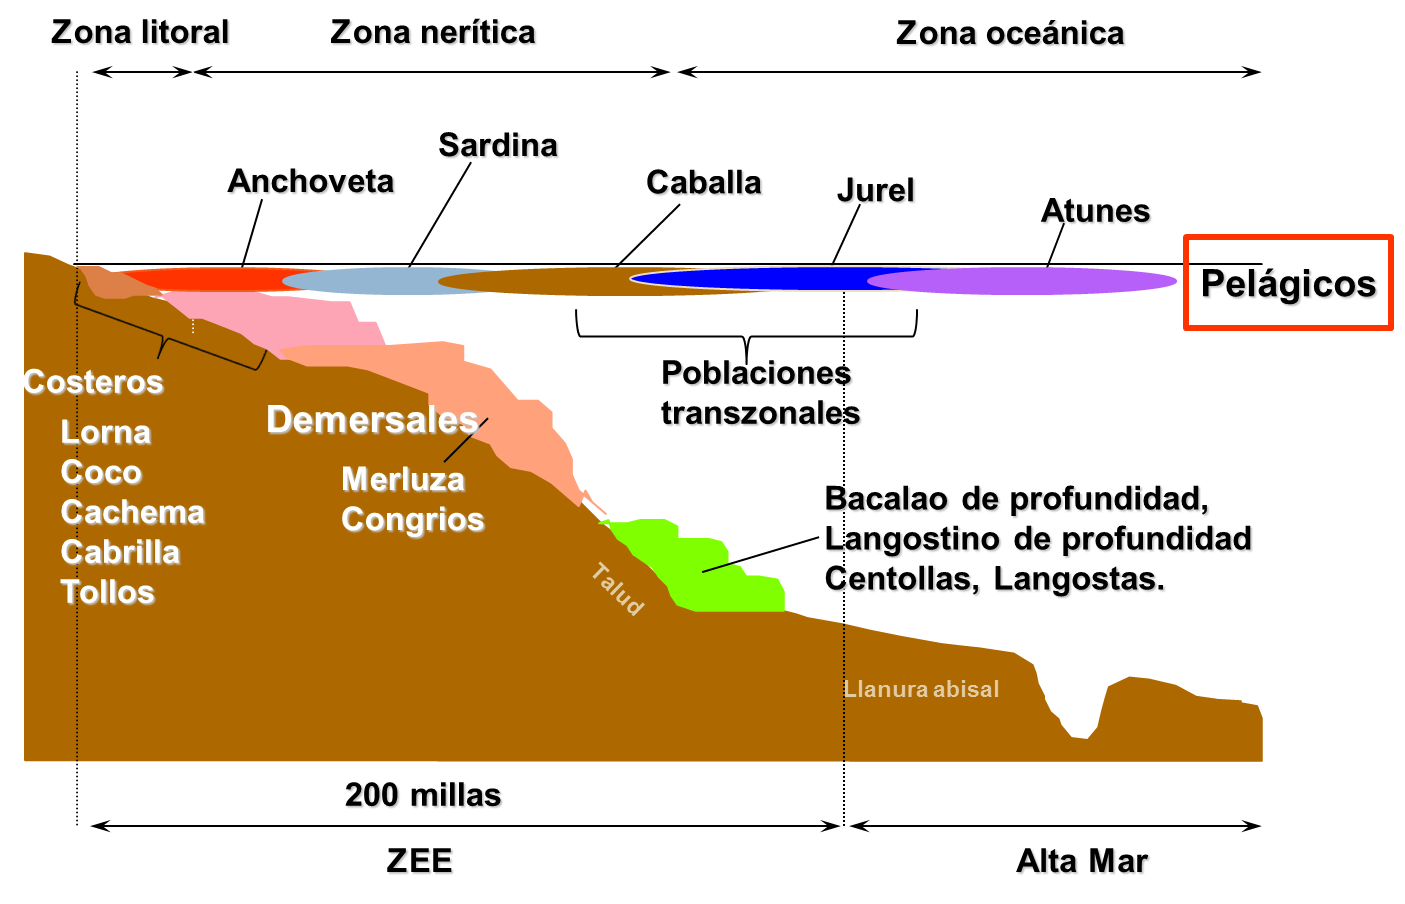 Zona litoral
Zona nerítica
Zona oceánica
Sardina
Anchoveta
Caballa
Jurel
Atunes
Pelágicos
Poblaciones
transzonales
Costeros
Lorna
Coco
Cachema
Cabrilla
Tollos
Demersales
Merluza
Congrios
Bacalao de profundidad,
Langostino de profundidad
Centollas, Langostas.
Talud
Llanura abisal
200 millas
ZEE
Alta Mar